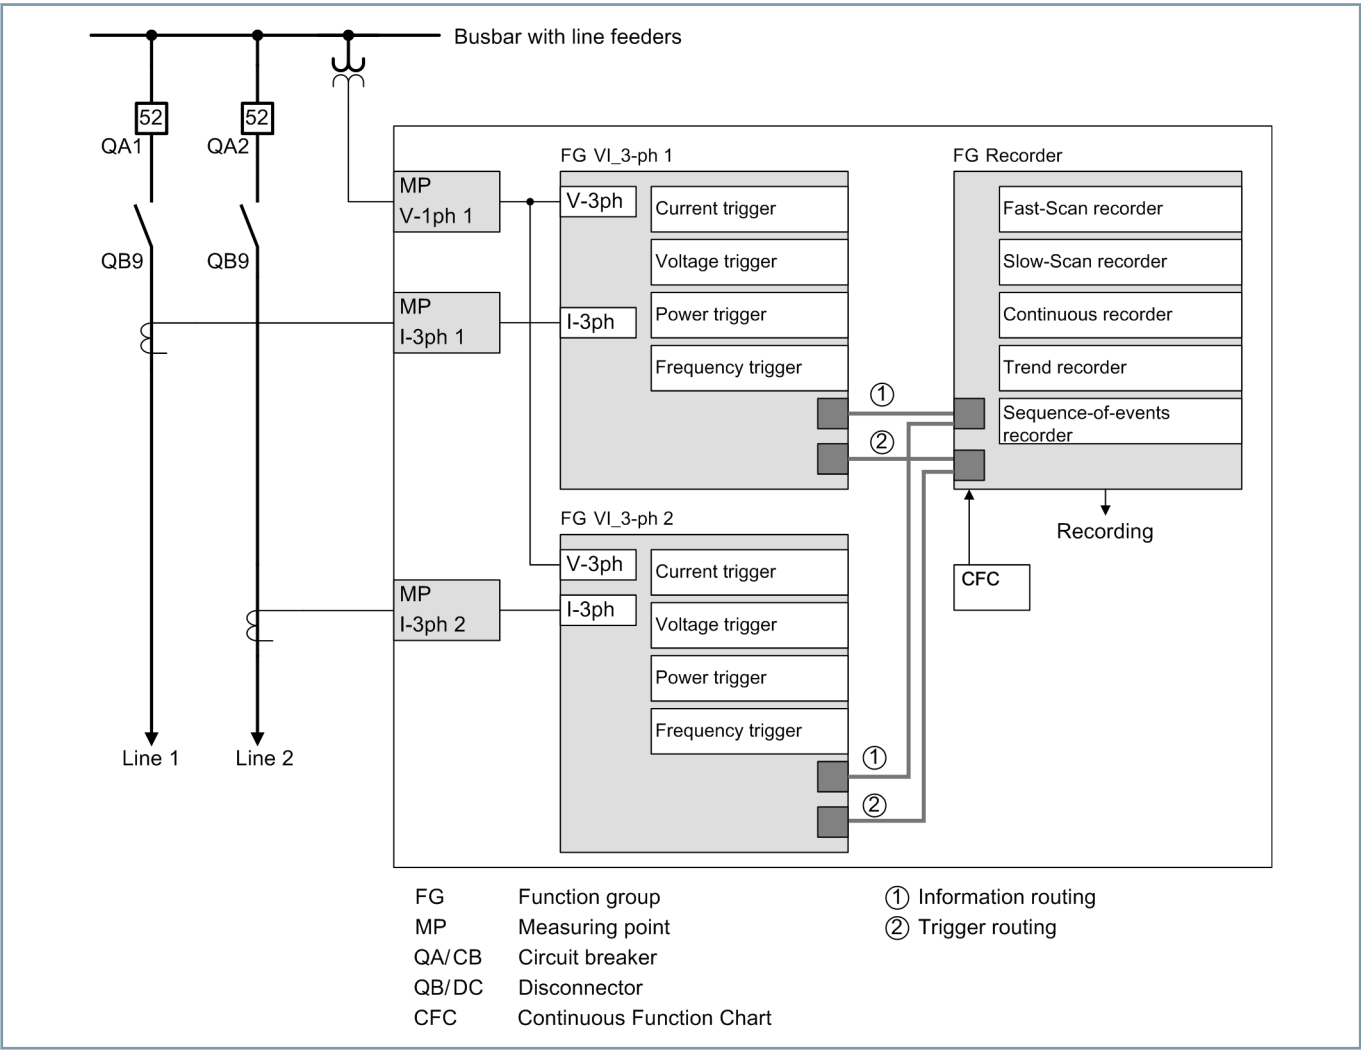 Busbar with line feeders
52
52
QA1
QA2
QB9
QB9
Line 1
Line 2
MP
V-1ph 1
MP
I-3ph 1
MP
I-3ph 2
FG VI_3-ph 1
V-3ph
I-3ph
Current trigger
Voltage trigger
Power trigger
Frequency trigger
1
2
FG Recorder
Fast-Scan recorder
Slow-Scan recorder
Continuous recorder
Trend recorder
Sequence-of-events
recorder
Recording
CFC
FG VI_3-ph 2
V-3ph
I-3ph
Current trigger
Voltage trigger
Power trigger
Frequency trigger
1
2
FG Function group
MP Measuring point
QA/CB Circuit breaker
QB/DC Disconnector
CFC Continuous Function Chart
1 Information routing
2 Trigger routing